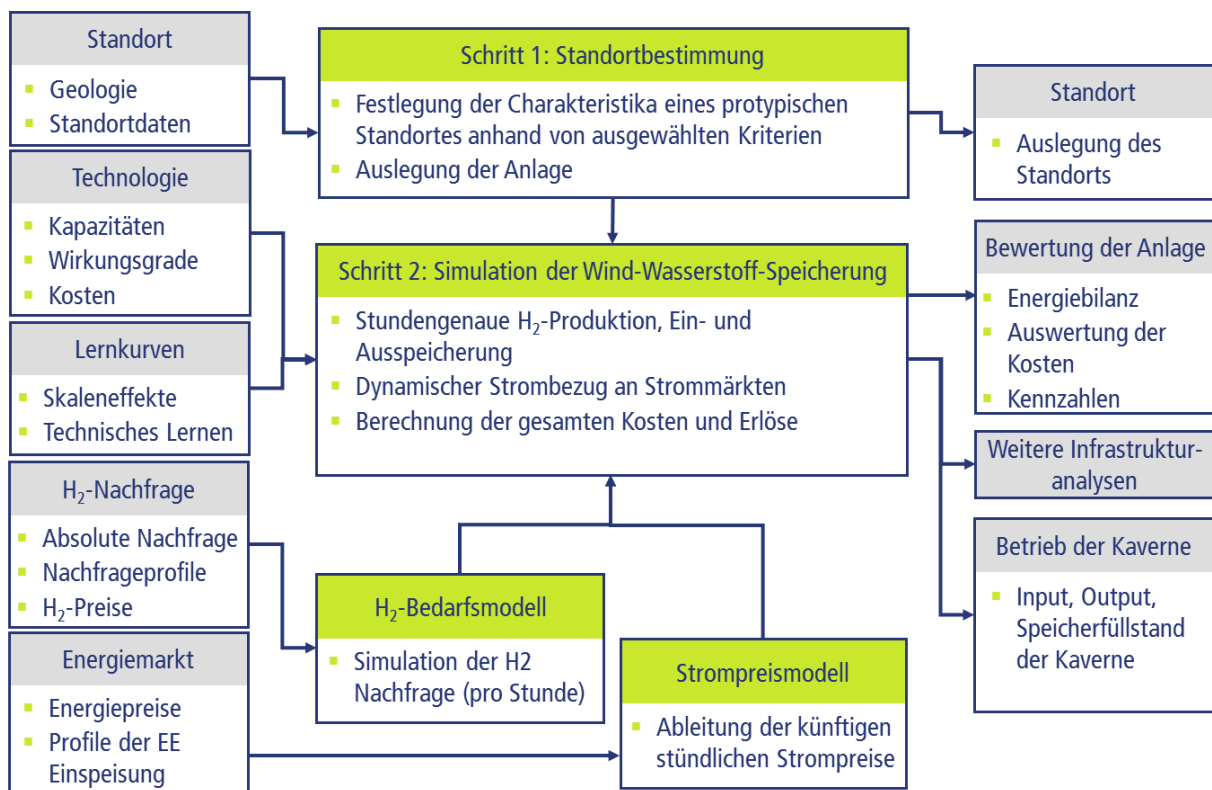 Standort
Geologie
Standortdaten
Technologie
Kapazitäten
Wirkungsgrade
Kosten
Lernkurven
Skaleneffekte
Technisches Lernen
H₂-Nachfrage
Absolute Nachfrage
Nachfrageprofile
H₂-Preise
Energiemarkt
Energiepreise
Profile der EE
Einspeisung
Schritt 1: Standortbestimmung
Festlegung der Charakteristika eines protypischen
Standortes anhand von ausgewählten Kriterien
Auslegung der Anlage
Schritt 2: Simulation der Wind-Wasserstoff-Speicherung
Stundengenaue H₂-Produktion, Ein- und
Ausspeicherung
Dynamischer Strombezug an Strommärkten
Berechnung der gesamten Kosten und Erlöse
H₂-Bedarfsmodell
Simulation der H2
Nachfrage (pro Stunde)
Strompreismodell
Ableitung der künftigen
stündlichen Strompreise
Standort
Auslegung des
Standorts
Bewertung der Anlage
Energiebilanz
Auswertung der
Kosten
Kennzahlen
Weitere Infrastruktur-
analysen
Betrieb der Kaverne
Input, Output,
Speicherfüllstand
der Kaverne